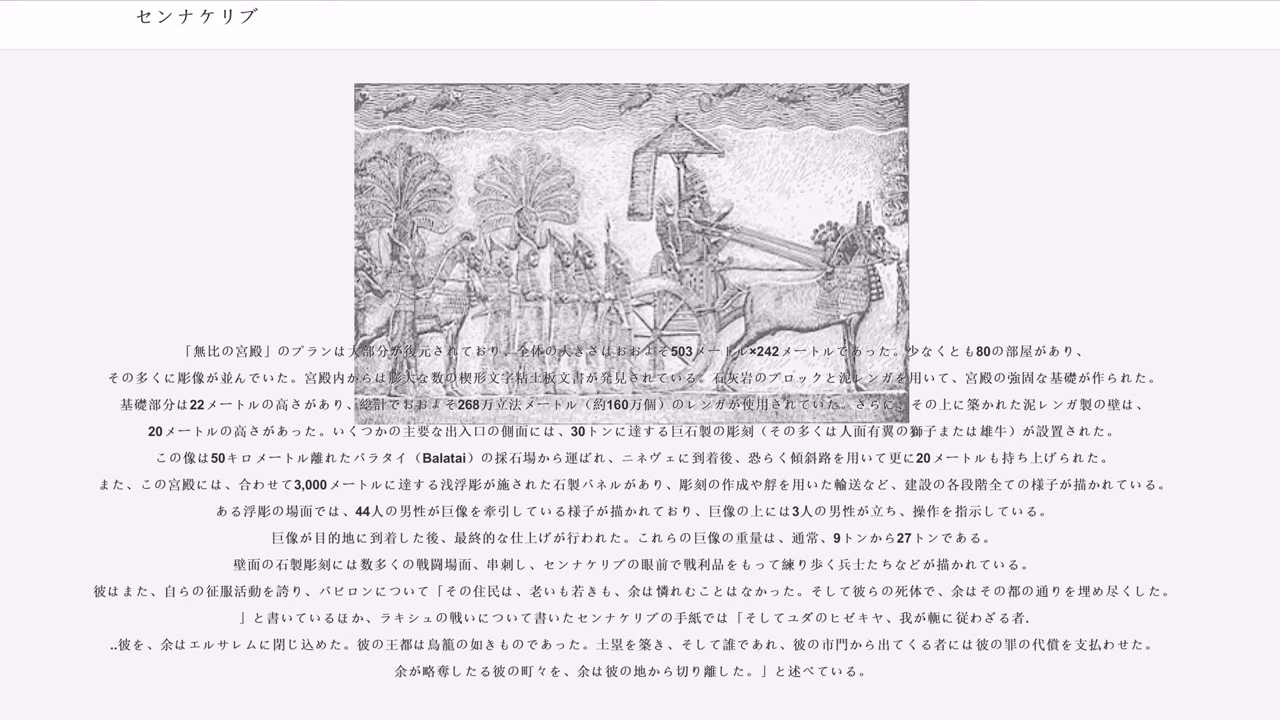 センナケリブ
「無比の宮殿」のプランは大部分が復元されており、全体の大きさはおおよそ503メートル×242メートルであった。少なくとも80の部屋があり、
その多くに彫像が並んでいた。宮殿内からは膨大な数の楔形文字粘土板文書が発見されている。石灰岩のブロックと泥レンガを用いて、宮殿の強固な基礎が作られた。
基礎部分は22メートルの高さがあり、総計でおおよそ268万立法メートル（約160万個）のレンガが使用されていた。さらに、その上に築かれた泥レンガ製の壁は、
20メートルの高さがあった。いくつかの主要な出入口の側面には、30トンに達する巨石製の彫刻（その多くは人面有翼の獅子または雄牛）が設置された。
この像は50キロメートル離れたバラタイ（Balatai）の採石場から運ばれ、ニネヴェに到着後、恐らく傾斜路を用いて更に20メートルも持ち上げられた。
また、この宮殿には、合わせて3,000メートルに達する浅浮彫が施された石製パネルがあり、彫刻の作成や艀を用いた輸送など、建設の各段階全ての様子が描かれている。
ある浮彫の場面では、44人の男性が巨像を牽引している様子が描かれており、巨像の上には3人の男性が立ち、操作を指示している。
巨像が目的地に到着した後、最終的な仕上げが行われた。これらの巨像の重量は、通常、9トンから27トンである。
壁面の石製彫刻には数多くの戦闘場面、串刺し、センナケリブの眼前で戦利品をもって練り歩く兵士たちなどが描かれている。
彼はまた、自らの征服活動を誇り、バビロンについて「その住民は、老いも若きも、余は憐れむことはなかった。そして彼らの死体で、余はその都の通りを埋め尽くした。
」と書いているほか、ラキシュの戦いについて書いたセンナケリブの手紙では「そしてユダのヒゼキヤ、我が軛に従わざる者.
..彼を、余はエルサレムに閉じ込めた。彼の王都は鳥籠の如きものであった。土塁を築き、そして誰であれ、彼の市門から出てくる者には彼の罪の代償を支払わせた。
余が略奪したる彼の町々を、余は彼の地から切り離した。」と述べている。